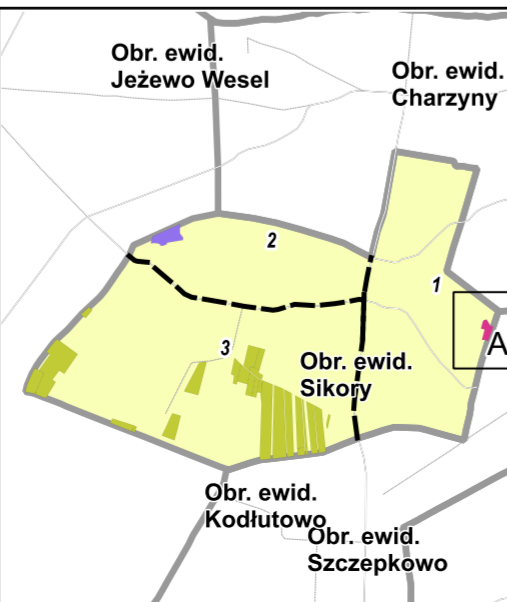 Obr. ewid.
Jeżewo Wesel
Obr. ewid.
Charzyny
2
1
A
3
Obr. ewid.
Sikory
Obr. ewid.
Kodłutowo
Obr. ewid.
Szczepkowo